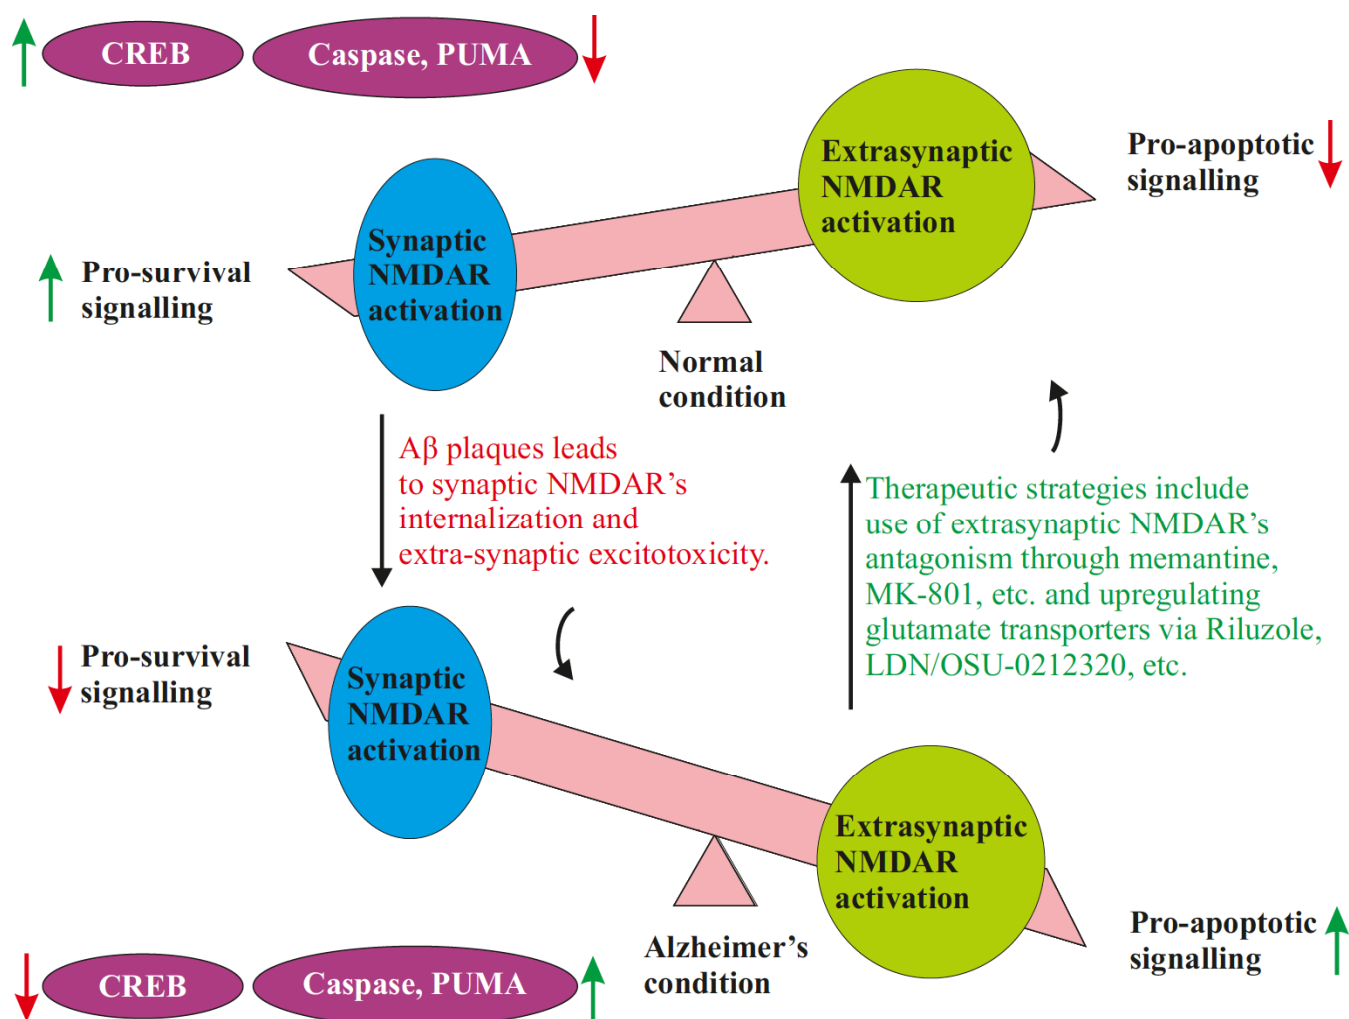 CREB
Caspase, PUMA
Extrasynaptic
NMDAR
activation
Pro-apoptotic
signalling
Synaptic
NMDAR
activation
Pro-survival
signalling
Normal
condition
Aβ plaques leads
to synaptic NMDAR’s
internalization and
extra-synaptic excitotoxicity.
Therapeutic strategies include
use of extrasynaptic NMDAR’s
antagonism through memantine,
MK-801, etc. and upregulating
glutamate transporters via Riluzole,
LDN/OSU-0212320, etc.
Pro-survival
signalling
Synaptic
NMDAR
activation
Extrasynaptic
NMDAR
activation
Pro-apoptotic
signalling
Alzheimer’s
condition
CREB
Caspase, PUMA